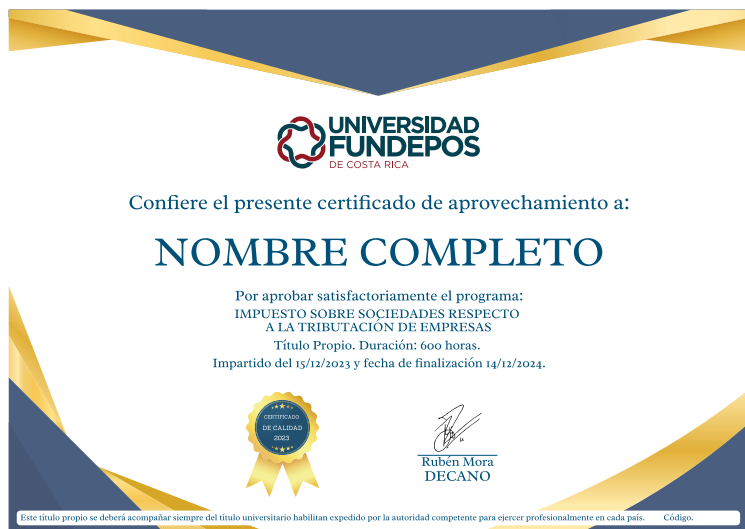 UNIVERSIDAD
FUNDEPOS
DE COSTA RICA
Confiere el presente certificado de aprovechamiento a:
NOMBRE COMPLETO
Por aprobar satisfactoriamente el programa:
IMPUESTO SOBRE SOCIEDADES RESPECTO
A LA TRIBUTACIÓN DE EMPRESAS
Título Propio. Duración: 600 horas.
Impartido del 15/12/2023 y fecha de finalización 14/12/2024.
CERTIFICADO
DE CALIDAD
2023
Rubén Mora
DECANO
Este título propio se deberá acompañar siempre del título universitario habilitan expedido por la autoridad competente para ejercer profesionalmente en cada país. Código.